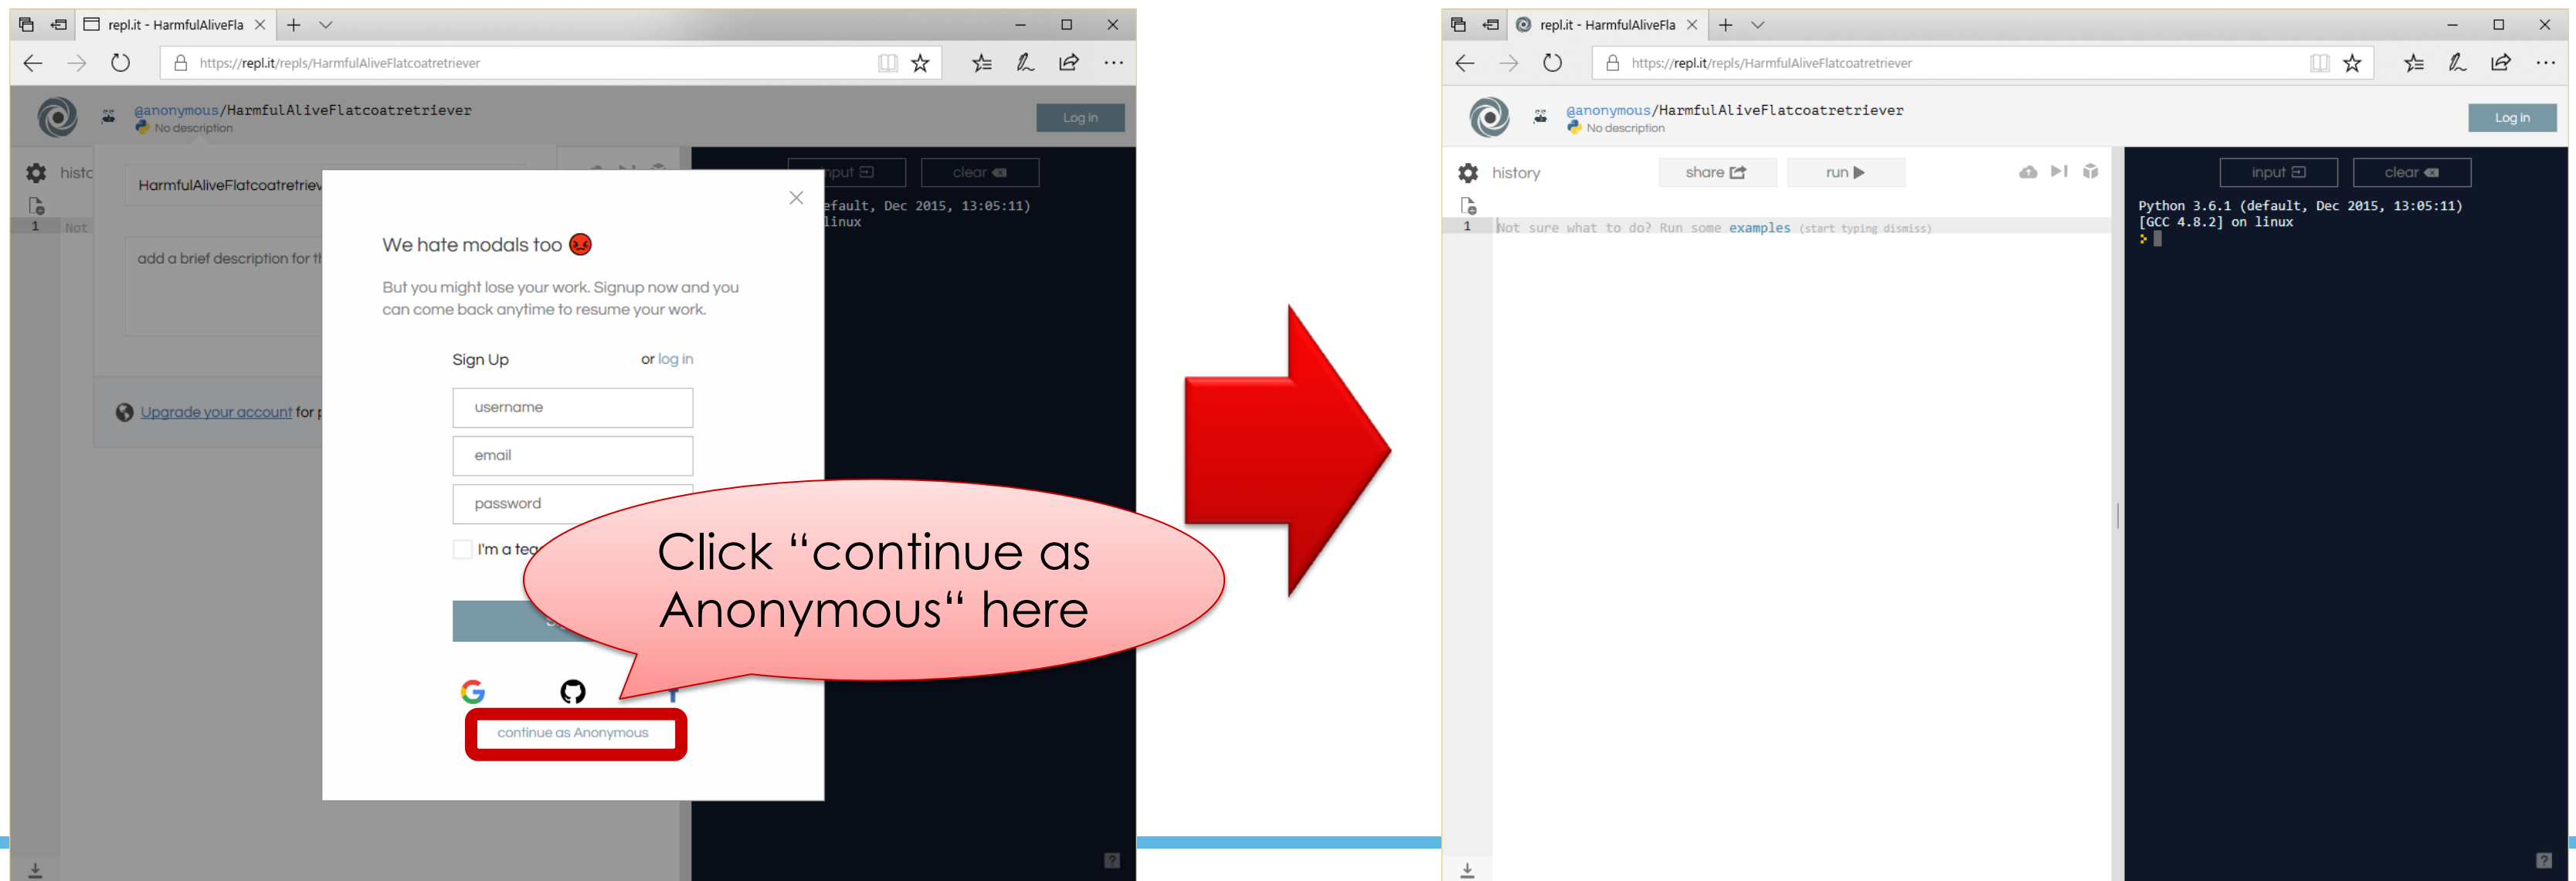 repl.it - HarmfulAliveFla
https://repl.it/repls/HarmfulAliveFlatcoatretriever
@anonymous/HarmfulAliveFlatcoatretriever
No description
Log in
histo
HarmfulAliveFlatcoatretriev
input
clear
efault, Dec 2015, 13:05:11)
linux
1 Not
add a brief description for th
Upgrade your account for p
We hate modals too
But you might lose your work. Signup now and you
can come back anytime to resume your work.
Sign Up or log in
username
email
password
I'm a tea
Click “continue as
Anonymous“ here
continue as Anonymous
?
repl.it - HarmfulAliveFla
https://repl.it/repls/HarmfulAliveFlatcoatretriever
@anonymous/HarmfulAliveFlatcoatretriever
No description
Log in
history share run
1 Not sure what to do? Run some examples (start typing dismiss)
input clear
Python 3.6.1 (default, Dec 2015, 13:05:11)
[GCC 4.8.2] on linux
?